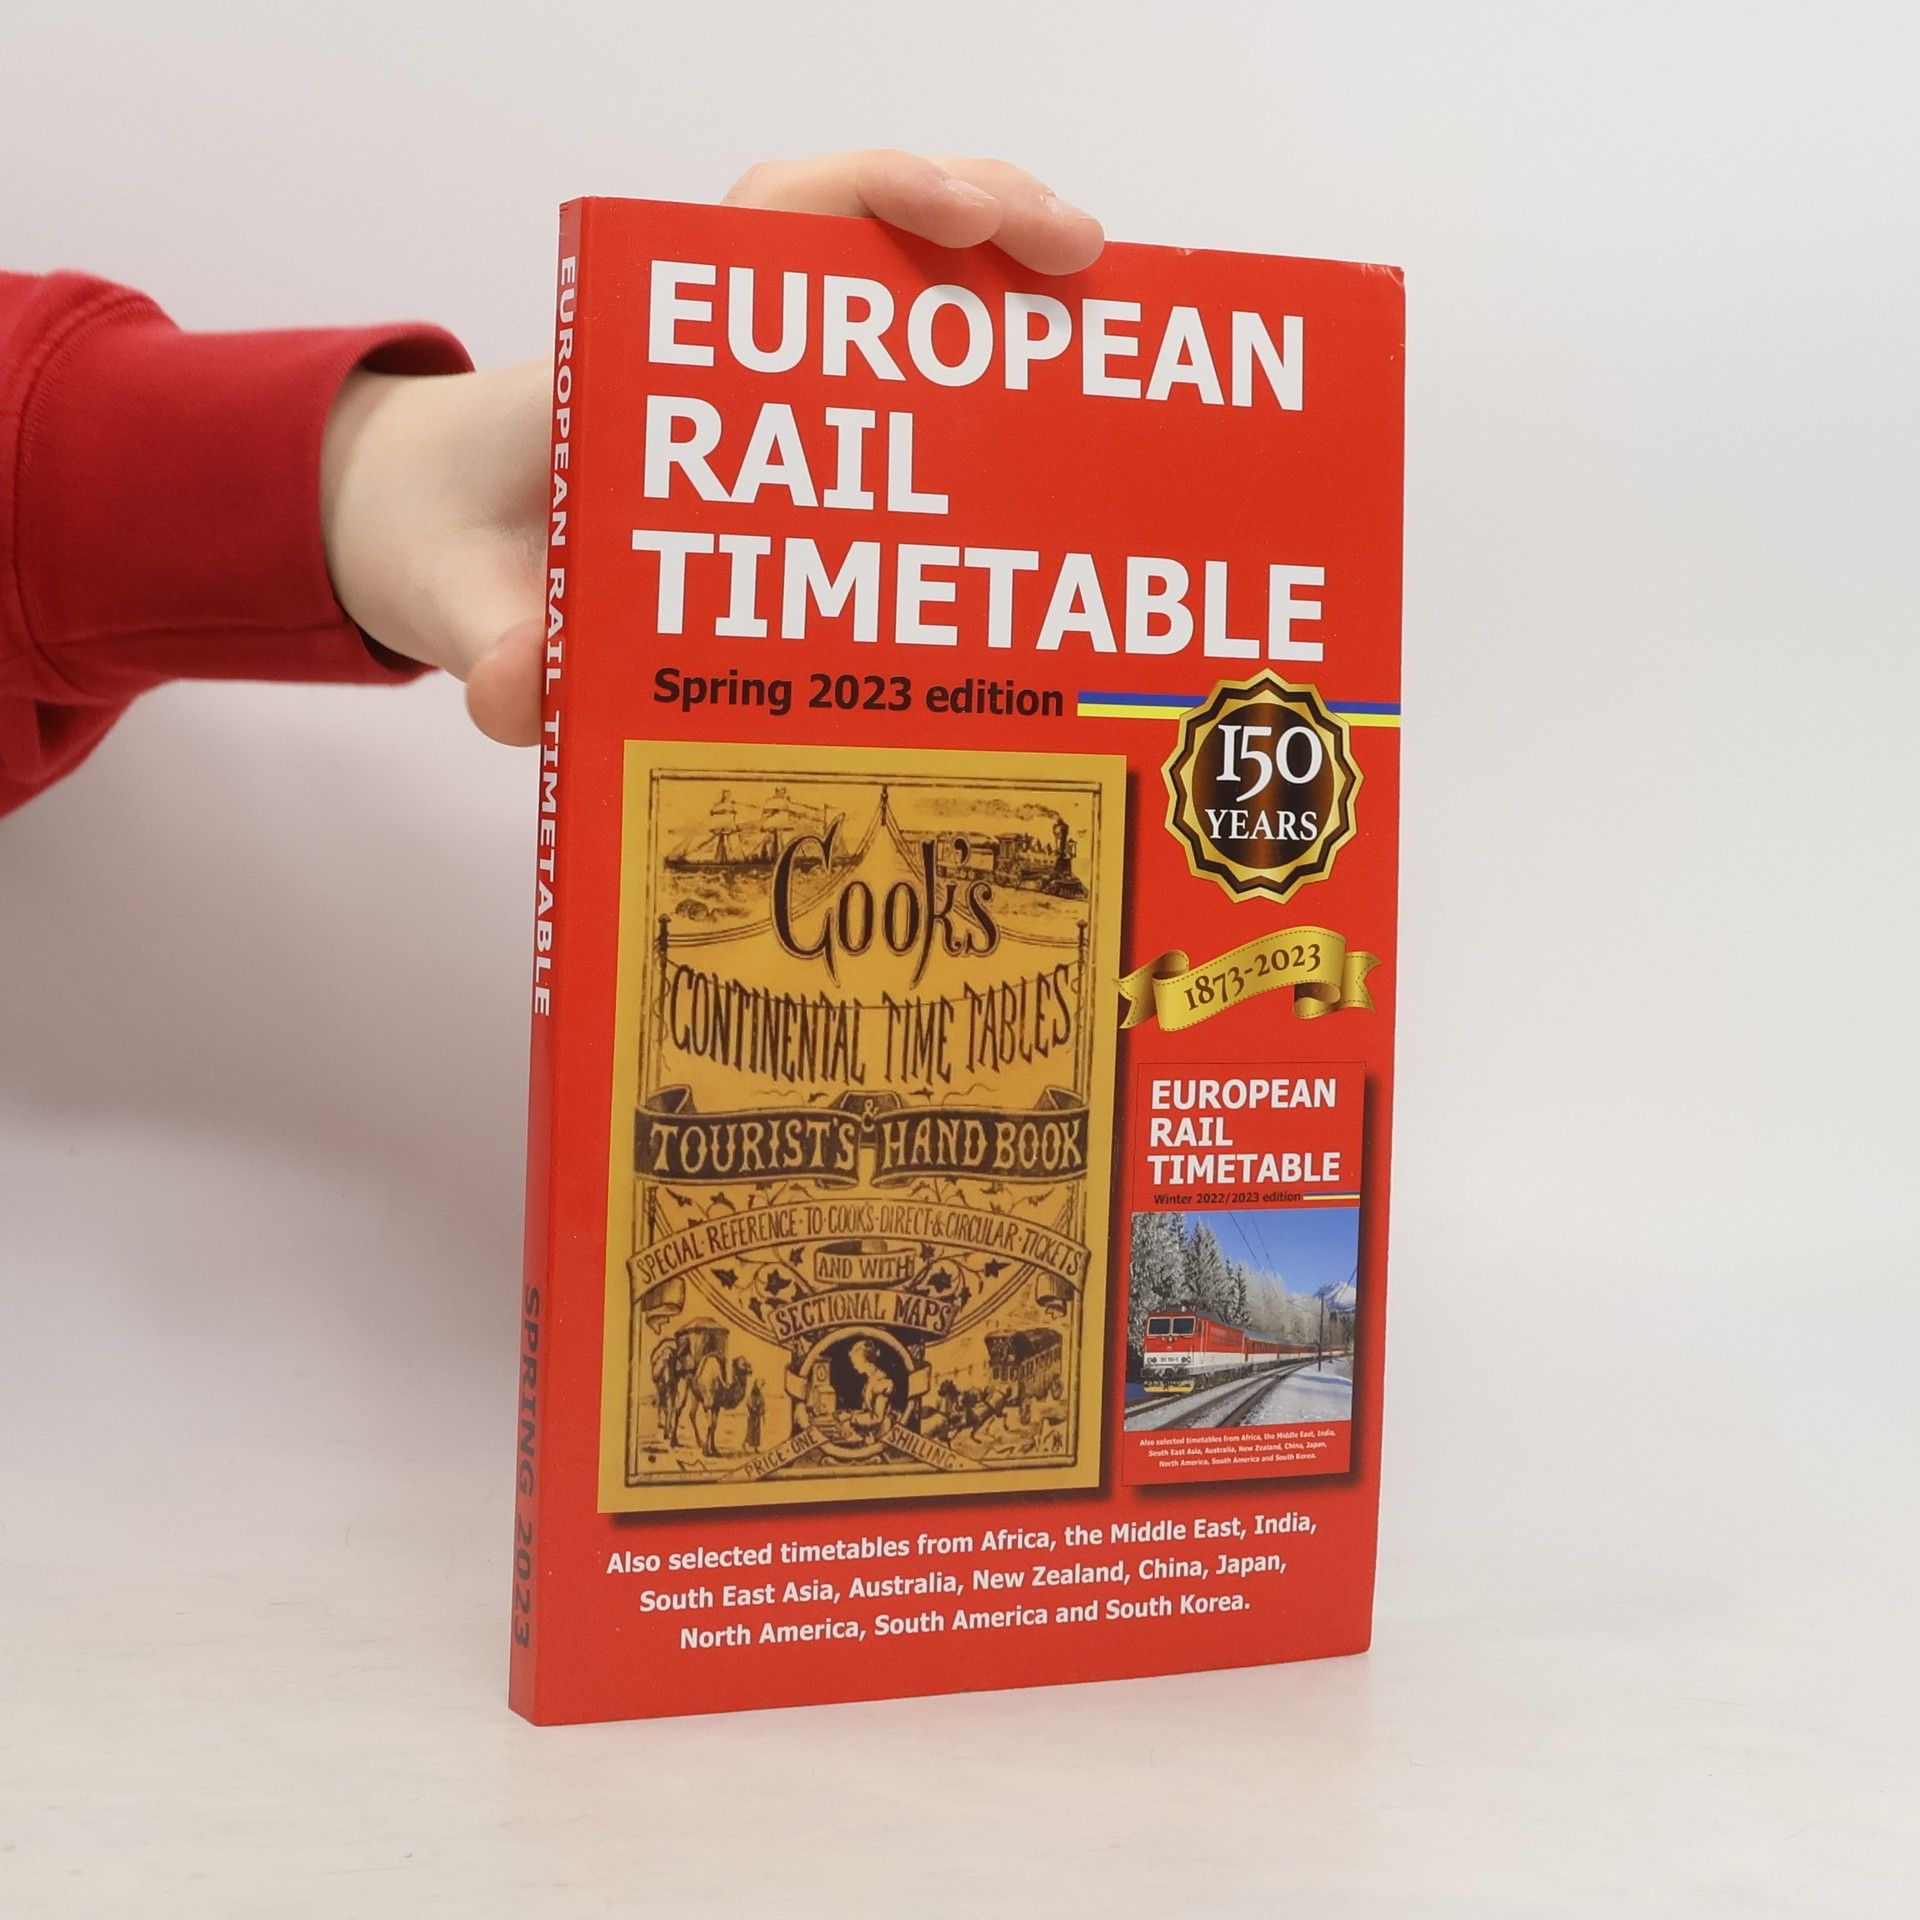 EUROPEAN RAIL TIMETABLE
SPRING 2023
EUROPEAN
RAIL
TIMETABLE
Spring 2023 edition
150
YEARS
1873-2023
Cook's
CONTINENTAL TIME TABLES
&
TOURIST'S HANDBOOK
SPECIAL·REFERENCE·TO·COOK'S·DIRECT·&·CIRCULAR·TICKETS
AND WITH
SECTIONAL MAPS
PRICE·ONE SHILLING.
EUROPEAN
RAIL
TIMETABLE
Winter 2022/2023 edition
Also selected timetables from Africa, the Middle East, India,
South East Asia, Australia, New Zealand, China, Japan,
North America, South America and South Korea.
Also selected timetables from Africa, the Middle East, India,
South East Asia, Australia, New Zealand, China, Japan,
North America, South America and South Korea.